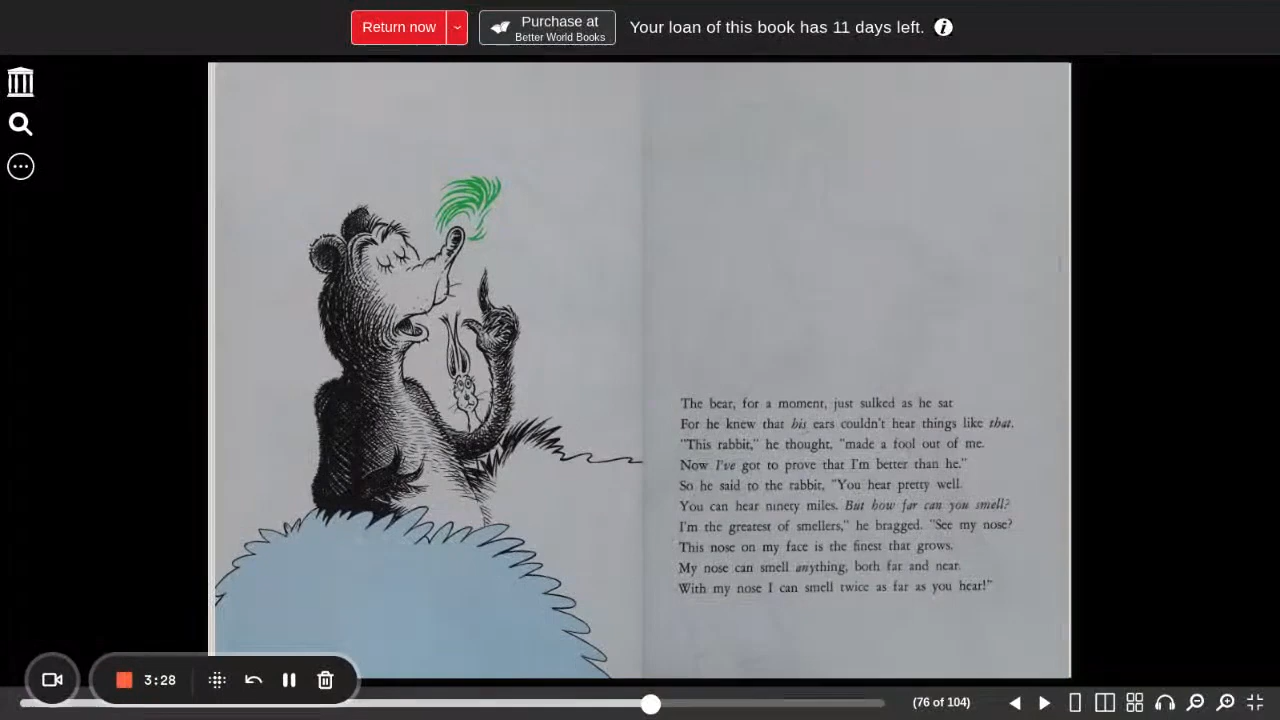 Return now
Purchase at
Better World Books
Your loan of this book has 11 days left.
The bear, for a moment, just sulked as he sat
For he knew that his ears couldn't hear things like that.
"This rabbit," he thought, "made a fool out of me.
Now I've got to prove that I'm better than he."
So he said to the rabbit, "You hear pretty well.
You can hear ninety miles. But how far can you smell?
I'm the greatest of smellers," he bragged. "See my nose?
This nose on my face is the finest that grows.
My nose can smell anything, both far and near.
With my nose I can smell twice as far as you hear!"
3:28
(76 of 104)